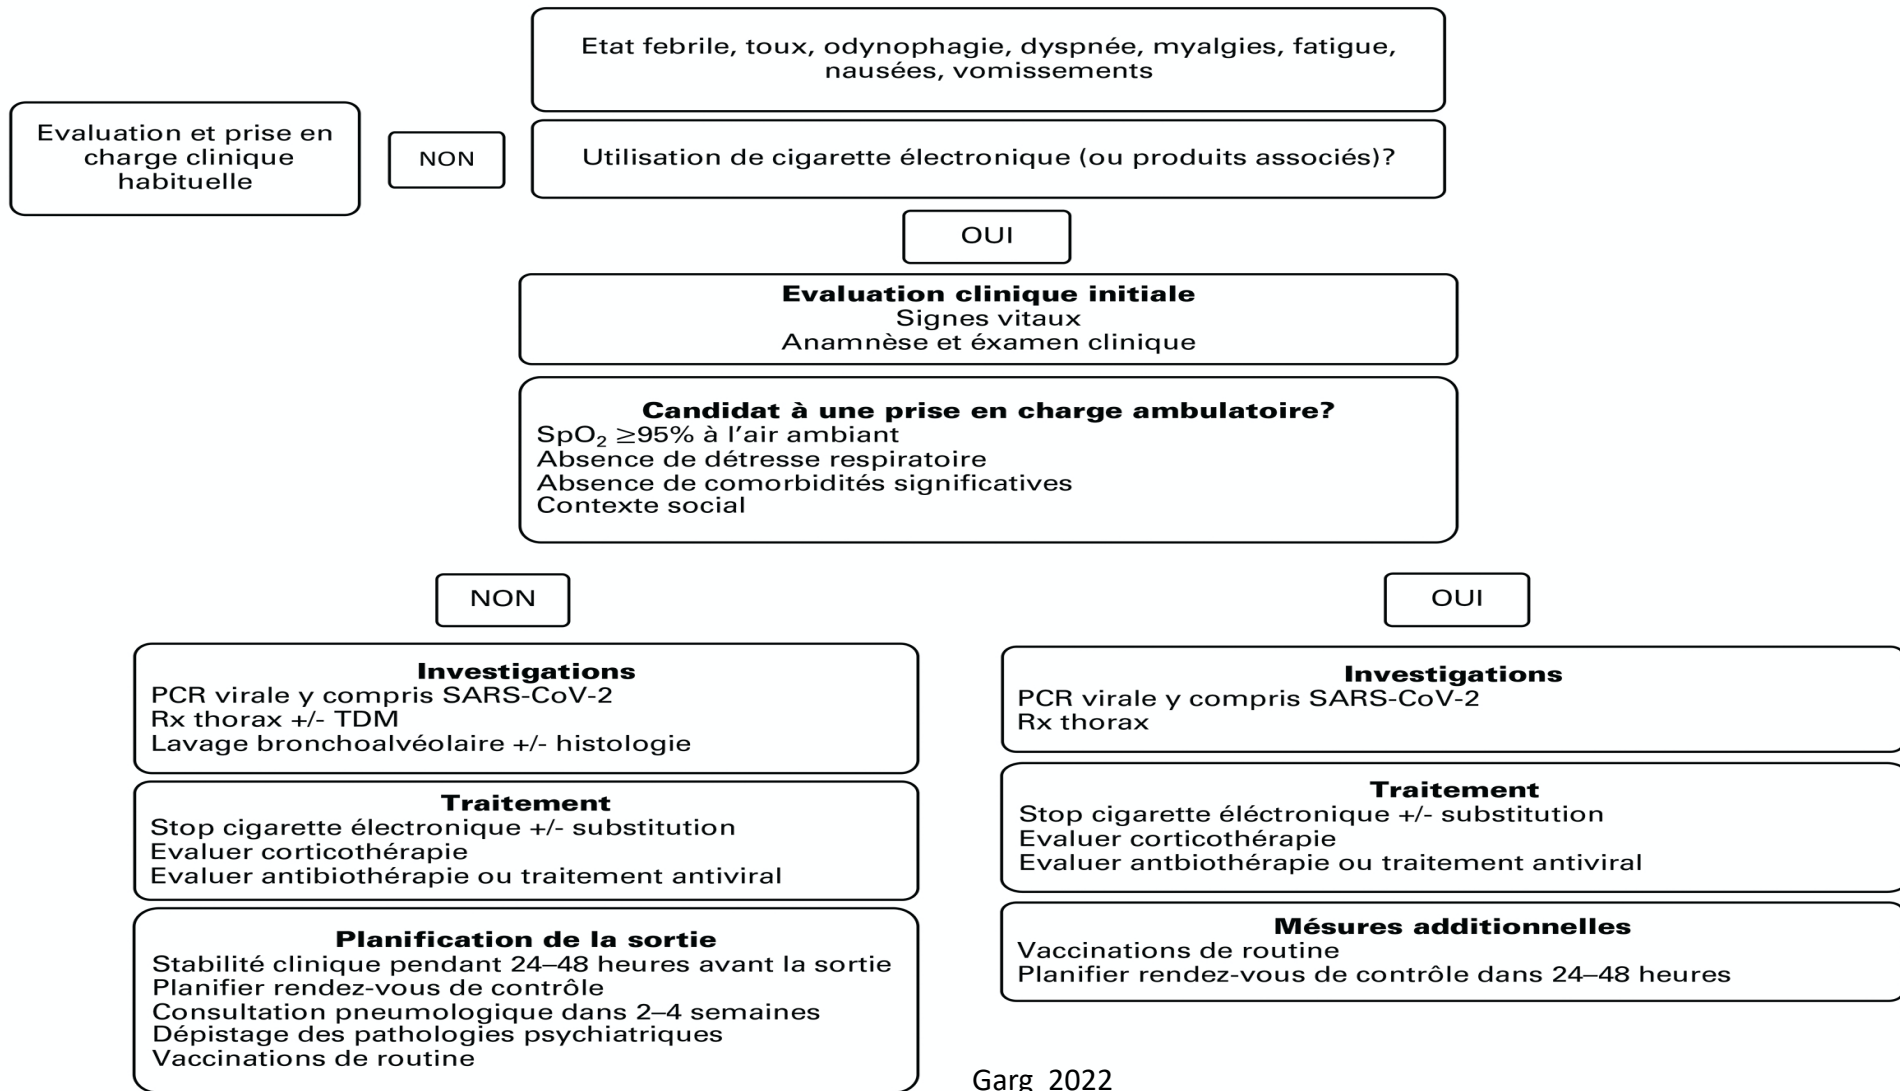 Etat febrile, toux, odynophagie, dyspnée, myalgies, fatigue,
nausées, vomissements
Evaluation et prise en
charge clinique
habituelle
NON
Utilisation de cigarette électronique (ou produits associés)?
OUI
Evaluation clinique initiale
Signes vitaux
Anamnèse et éxamen clinique
Candidat à une prise en charge ambulatoire?
SpO₂ ≥95% à l'air ambiant
Absence de détresse respiratoire
Absence de comorbidités significatives
Contexte social
NON
Investigations
PCR virale y compris SARS-CoV-2
Rx thorax +/- TDM
Lavage bronchoalvéolaire +/- histologie
Traitement
Stop cigarette électronique +/- substitution
Evaluer corticothérapie
Evaluer antibiothérapie ou traitement antiviral
Planification de la sortie
Stabilité clinique pendant 24–48 heures avant la sortie
Planifier rendez-vous de contrôle
Consultation pneumologique dans 2–4 semaines
Dépistage des pathologies psychiatriques
Vaccinations de routine
OUI
Investigations
PCR virale y compris SARS-CoV-2
Rx thorax
Traitement
Stop cigarette éléctronique +/- substitution
Evaluer corticothérapie
Evaluer antbiothérapie ou traitement antiviral
Mésures additionnelles
Vaccinations de routine
Planifier rendez-vous de contrôle dans 24–48 heures
Garg 2022